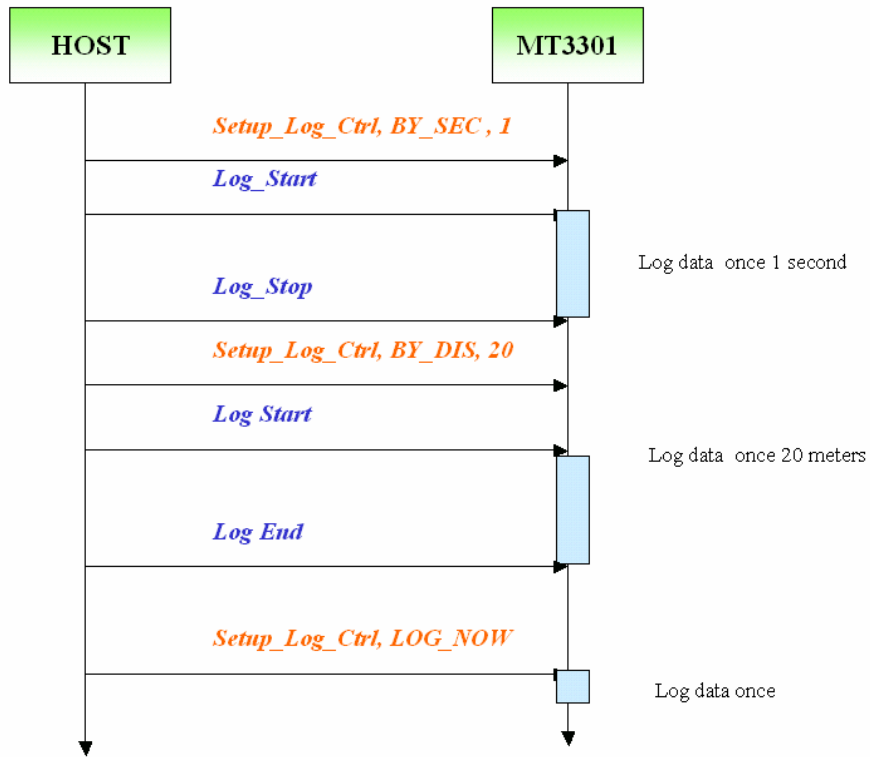 HOST
MT3301
Setup_Log_Ctrl, BY_SEC , 1
Log_Start
Log data once 1 second
Log_Stop
Setup_Log_Ctrl, BY_DIS, 20
Log Start
Log data once 20 meters
Log End
Setup_Log_Ctrl, LOG_NOW
Log data once